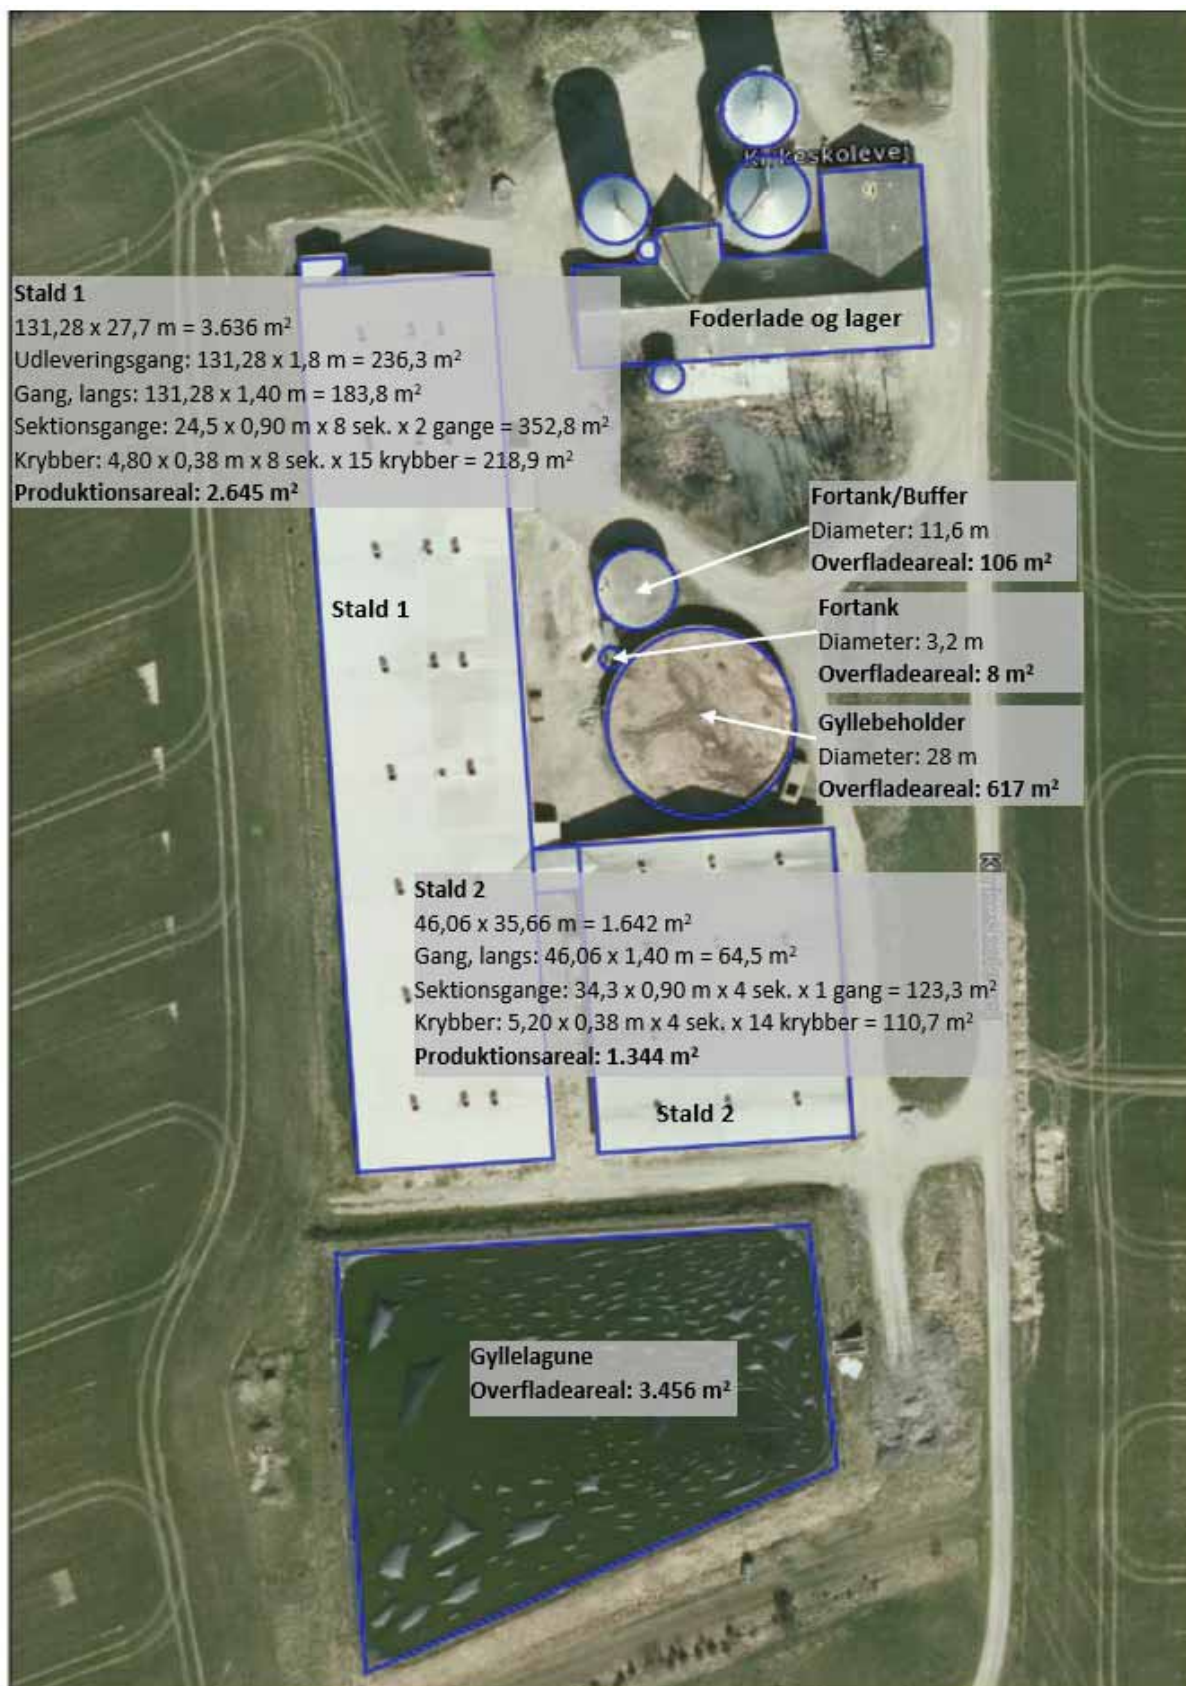 Kirkeskolevej
Stald 1
131,28 x 27,7 m = 3.636 m²
Udleveringsgang: 131,28 x 1,8 m = 236,3 m²
Gang, langs: 131,28 x 1,40 m = 183,8 m²
Sektionsgange: 24,5 x 0,90 m x 8 sek. x 2 gange = 352,8 m²
Krybber: 4,80 x 0,38 m x 8 sek. x 15 krybber = 218,9 m²
Produktionsareal: 2.645 m²
Foderlade og lager
Fortank/Buffer
Diameter: 11,6 m
Overfladeareal: 106 m²
Stald 1
Fortank
Diameter: 3,2 m
Overfladeareal: 8 m²
Gyllebeholder
Diameter: 28 m
Overfladeareal: 617 m²
Stald 2
46,06 x 35,66 m = 1.642 m²
Gang, langs: 46,06 x 1,40 m = 64,5 m²
Sektionsgange: 34,3 x 0,90 m x 4 sek. x 1 gang = 123,3 m²
Krybber: 5,20 x 0,38 m x 4 sek. x 14 krybber = 110,7 m²
Produktionsareal: 1.344 m²
Stald 2
Gyllelagune
Overfladeareal: 3.456 m²